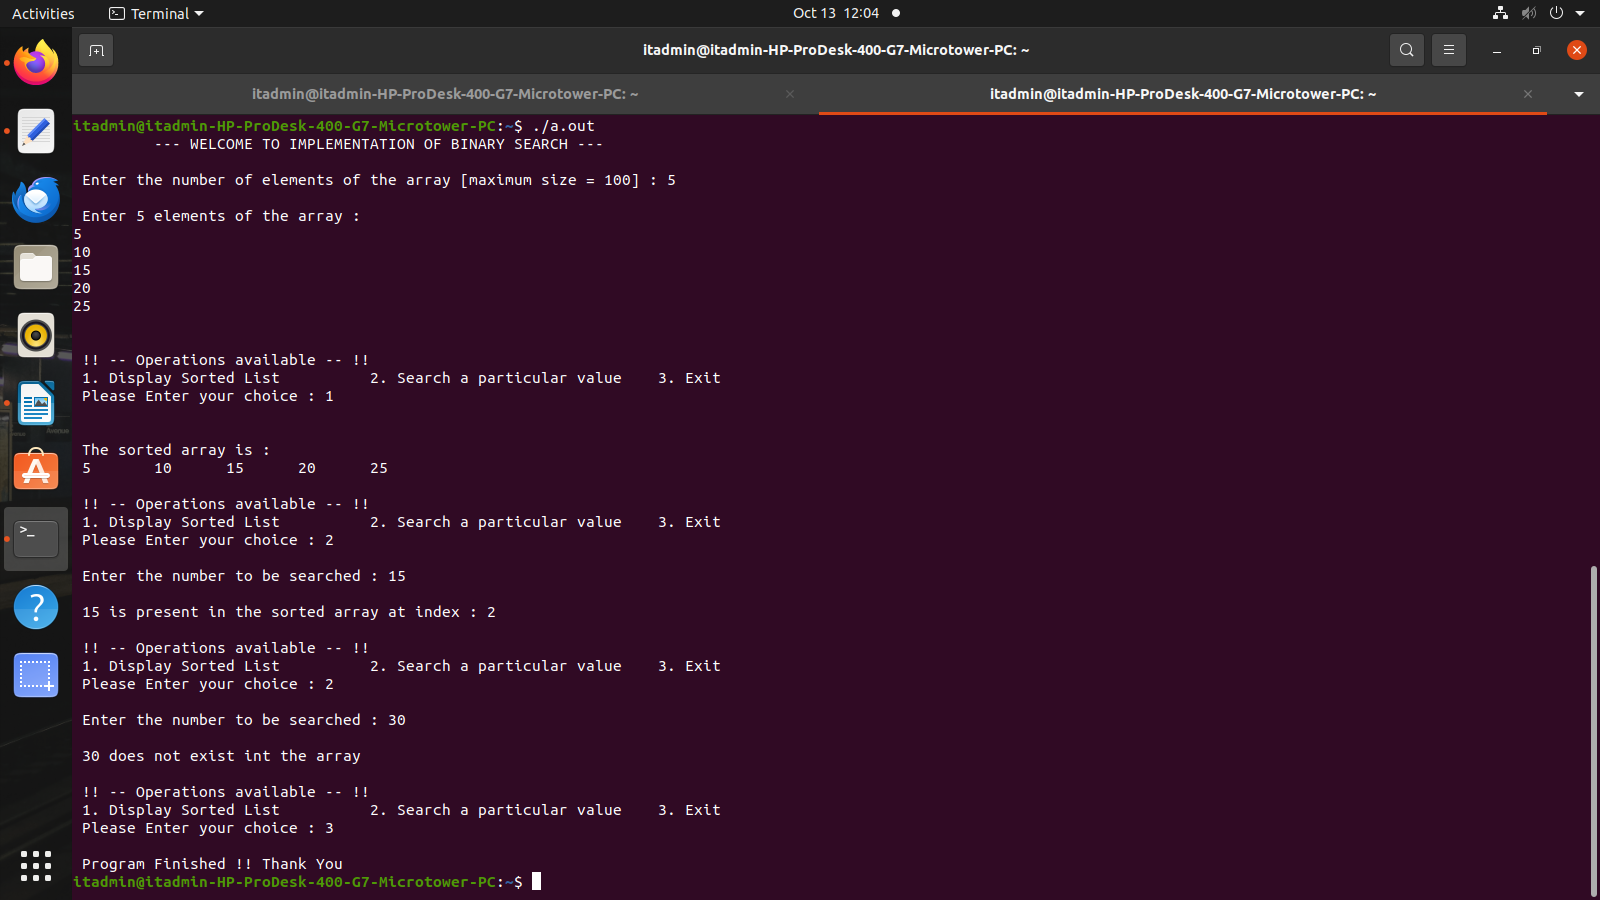 Activities Terminal Oct 13 12:04
itadmin@itadmin-HP-ProDesk-400-G7-Microtower-PC: ~
itadmin@itadmin-HP-ProDesk-400-G7-Microtower-PC: ~ itadmin@itadmin-HP-ProDesk-400-G7-Microtower-PC: ~
itadmin@itadmin-HP-ProDesk-400-G7-Microtower-PC:~$ ./a.out
--- WELCOME TO IMPLEMENTATION OF BINARY SEARCH ---
Enter the number of elements of the array [maximum size = 100] : 5
Enter 5 elements of the array :
5
10
15
20
25
!! -- Operations available -- !!
1. Display Sorted List 2. Search a particular value 3. Exit
Please Enter your choice : 1
The sorted array is :
5 10 15 20 25
!! -- Operations available -- !!
1. Display Sorted List 2. Search a particular value 3. Exit
Please Enter your choice : 2
Enter the number to be searched : 15
15 is present in the sorted array at index : 2
!! -- Operations available -- !!
1. Display Sorted List 2. Search a particular value 3. Exit
Please Enter your choice : 2
Enter the number to be searched : 30
30 does not exist int the array
!! -- Operations available -- !!
1. Display Sorted List 2. Search a particular value 3. Exit
Please Enter your choice : 3
Program Finished !! Thank You
itadmin@itadmin-HP-ProDesk-400-G7-Microtower-PC:~$